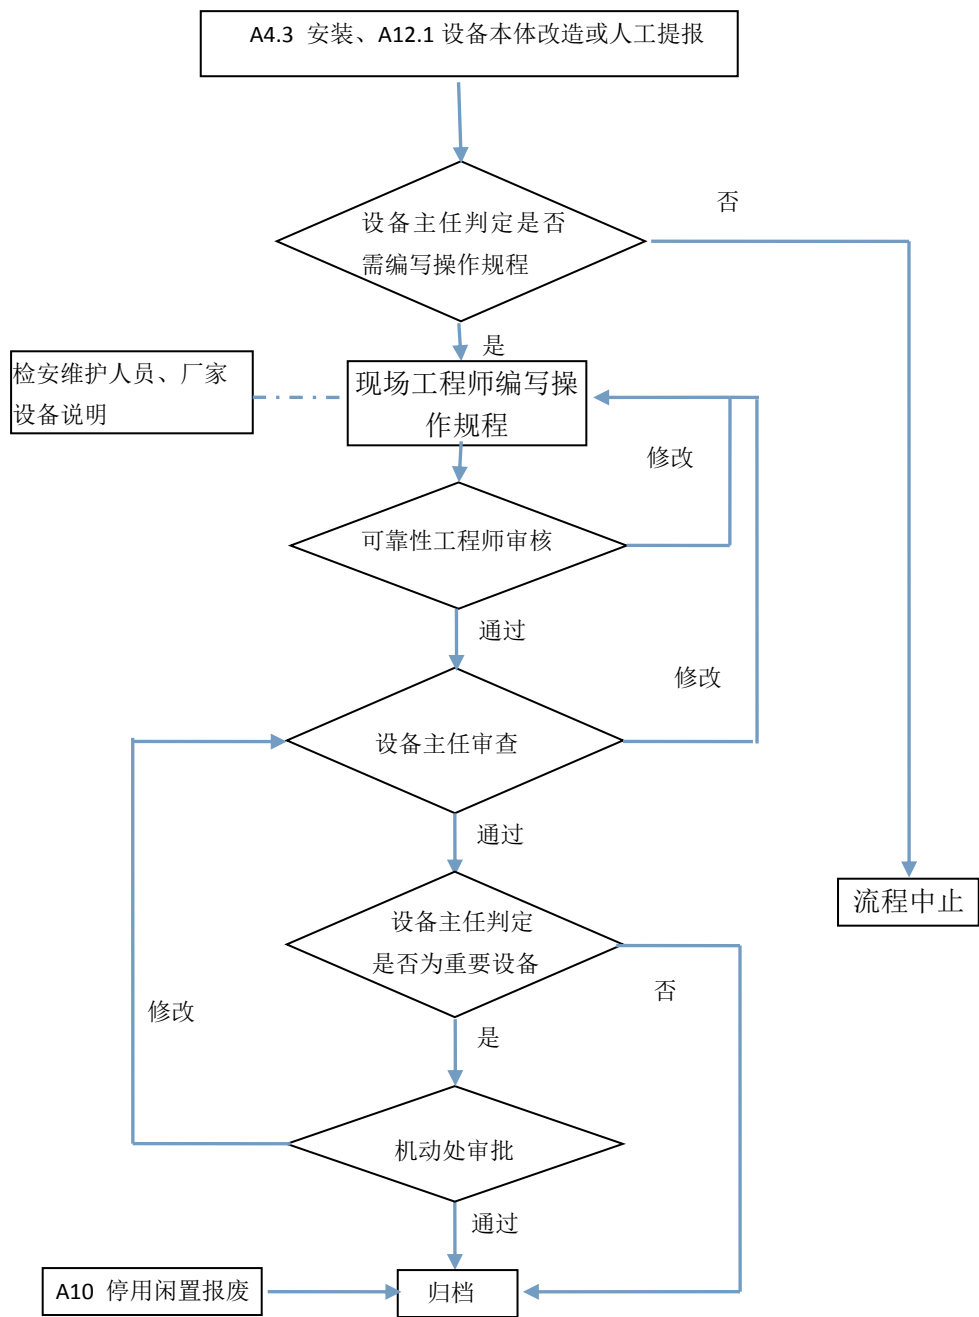 A4.3 安装、A12.1 设备本体改造或人工提报
否
设备主任判定是否
需编写操作规程
是
检安维护人员、厂家
设备说明
现场工程师编写操
作规程
修改
可靠性工程师审核
通过
修改
设备主任审查
通过
流程中止
设备主任判定
是否为重要设备
否
修改
是
机动处审批
通过
A10 停用闲置报废
归档